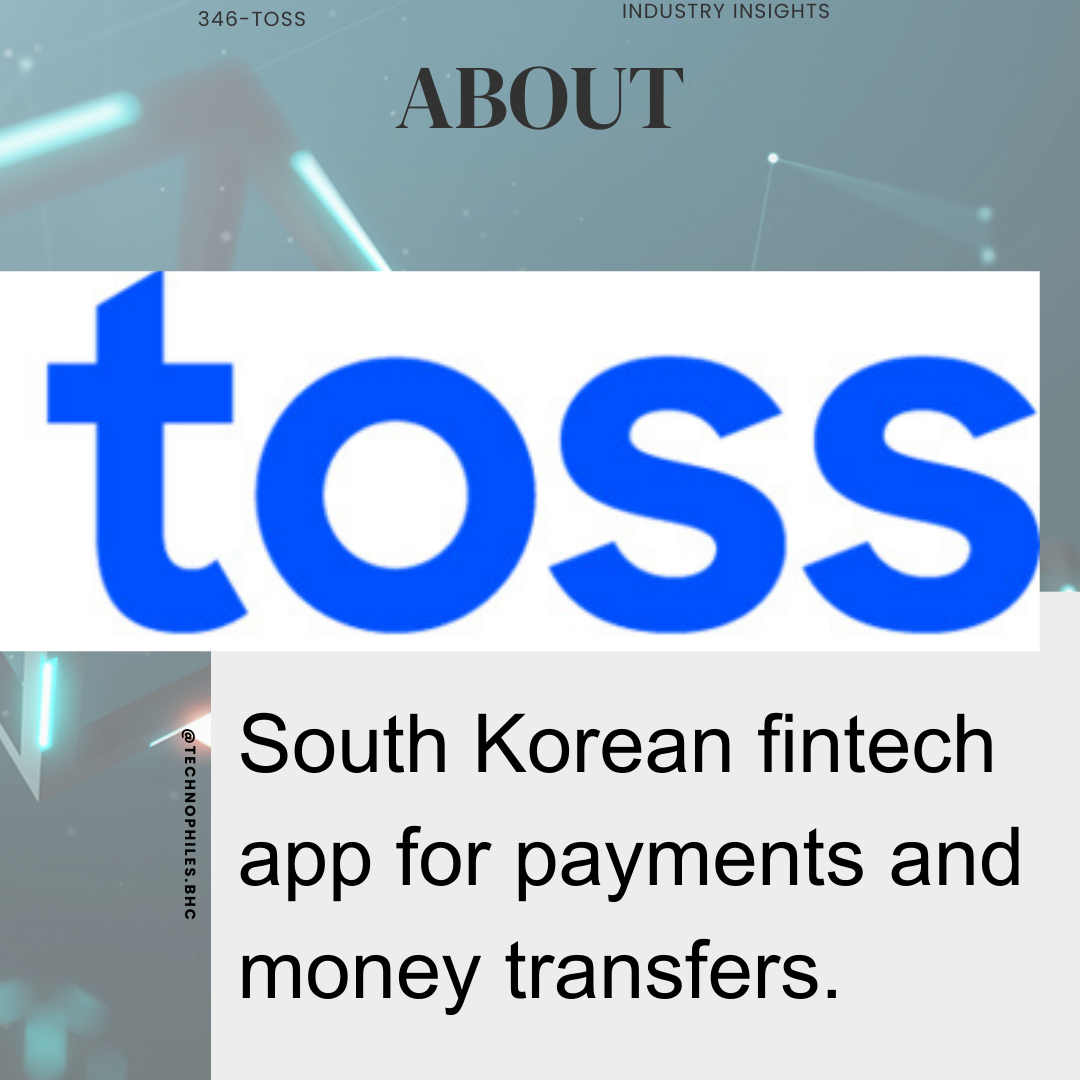 346-TOSS
INDUSTRY INSIGHTS
ABOUT
toss
@TECHNOPHILES.BHC
South Korean fintech
app for payments and
money transfers.